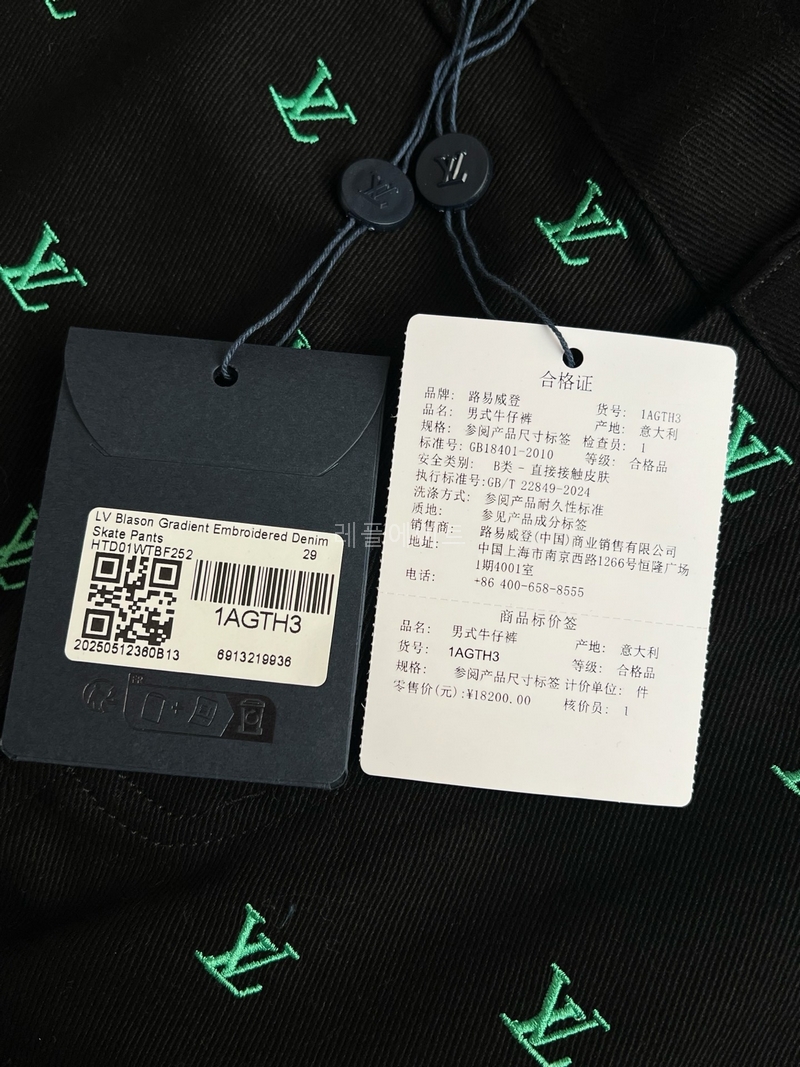 LV Blason Gradient Embroidered Denim
Skate Pants
HTD01WTBF252 29
1AGTH3
20250512360B13 6913219936
FR
合格证
品牌: 路易威登
货号: 1AGTH3
品名: 男式牛仔裤
产地: 意大利
规格: 参阅产品尺寸标签
检查员: 1
标准号: GB18401-2010
等级: 合格品
安全类别: B类 - 直接接触皮肤
执行标准号:GB/T 22849-2024
洗涤方式: 参阅产品耐久性标准
质地: 参见产品成分标签
销售商: 路易威登(中国)商业销售有限公司
地址: 中国上海市南京西路1266号恒隆广场
1期4001室
电话: +86 400-658-8555
商品标价签
品名: 男式牛仔裤
产地: 意大利
货号: 1AGTH3
等级: 合格品
规格: 参阅产品尺寸标签
计价单位: 件
零售价(元):¥18200.00
核价员: 1